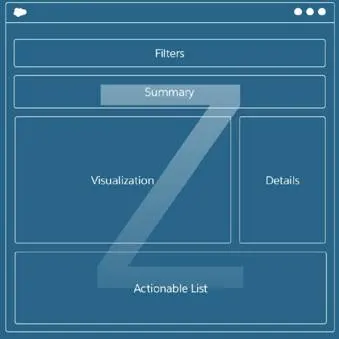 Filters
Summary
Z
Visualization
Details
Actionable List